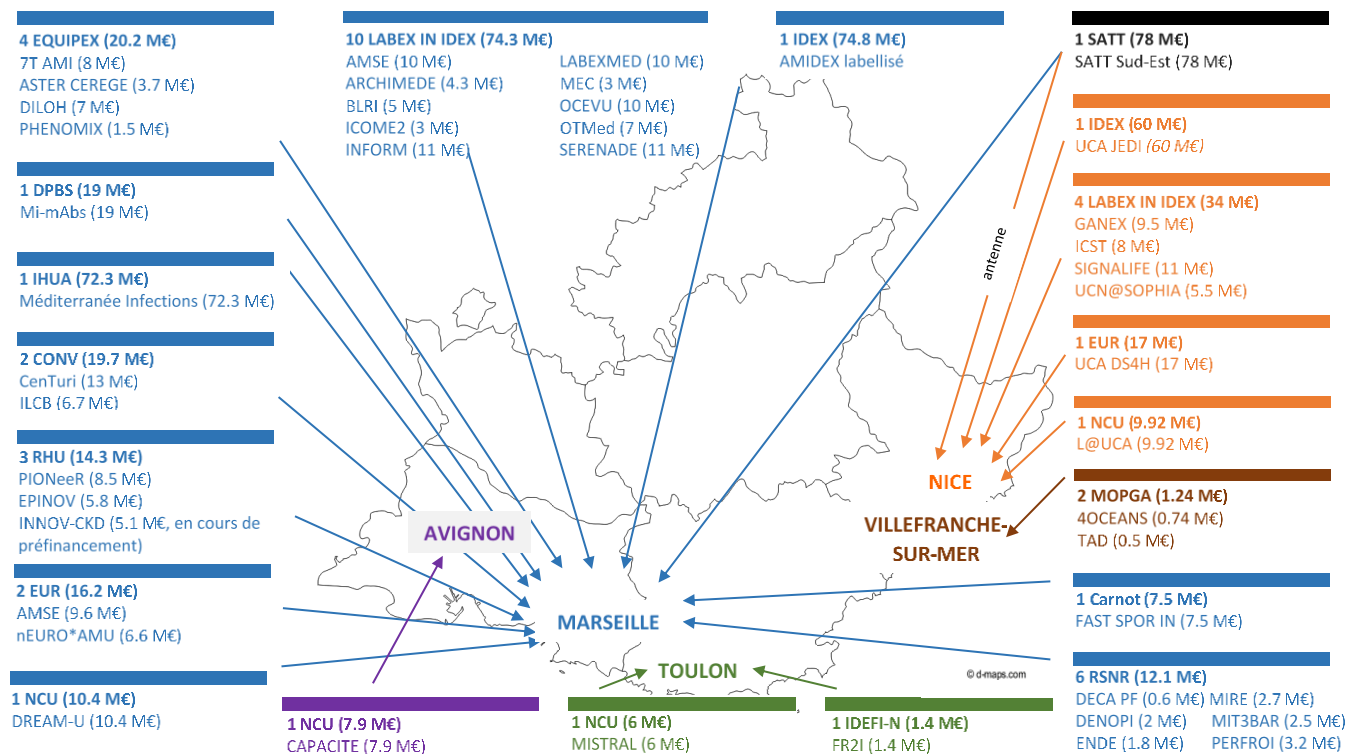 4 EQUIPEX (20.2 M€)
7T AMI (8 M€)
ASTER CEREGE (3.7 M€)
DILOH (7 M€)
PHENOMIX (1.5 M€)
1 DPBS (19 M€)
Mi-mAbs (19 M€)
1 IHUA (72.3 M€)
Méditerranée Infections (72.3 M€)
2 CONV (19.7 M€)
CenTuri (13 M€)
ILCB (6.7 M€)
3 RHU (14.3 M€)
PIONeeR (8.5 M€)
EPINOV (5.8 M€)
INNOV-CKD (5.1 M€, en cours de
préfinancement)
2 EUR (16.2 M€)
AMSE (9.6 M€)
nEURO*AMU (6.6 M€)
1 NCU (10.4 M€)
DREAM-U (10.4 M€)
10 LABEX IN IDEX (74.3 M€)
AMSE (10 M€)
ARCHIMEDE (4.3 M€)
BLRI (5 M€)
ICOME2 (3 M€)
INFORM (11 M€)
LABEXMED (10 M€)
MEC (3 M€)
OCEVU (10 M€)
OTMed (7 M€)
SERENADE (11 M€)
1 IDEX (74.8 M€)
AMIDEX labellisé
1 SATT (78 M€)
SATT Sud-Est (78 M€)
1 IDEX (60 M€)
UCA JEDI (60 M€)
4 LABEX IN IDEX (34 M€)
GANEX (9.5 M€)
ICST (8 M€)
SIGNALIFE (11 M€)
UCN@SOPHIA (5.5 M€)
1 EUR (17 M€)
UCA DS4H (17 M€)
1 NCU (9.92 M€)
L@UCA (9.92 M€)
2 MOPGA (1.24 M€)
4OCEANS (0.74 M€)
TAD (0.5 M€)
1 Carnot (7.5 M€)
FAST SPOR IN (7.5 M€)
6 RSNR (12.1 M€)
DECA PF (0.6 M€) MIRE (2.7 M€)
DENOPI (2 M€) MIT3BAR (2.5 M€)
ENDE (1.8 M€) PERFROI (3.2 M€)
antenne
NICE
VILLEFRANCHE-
SUR-MER
AVIGNON
MARSEILLE
TOULON
© d-maps.com
1 NCU (7.9 M€)
CAPACITE (7.9 M€)
1 NCU (6 M€)
MISTRAL (6 M€)
1 IDEFI-N (1.4 M€)
FR2I (1.4 M€)